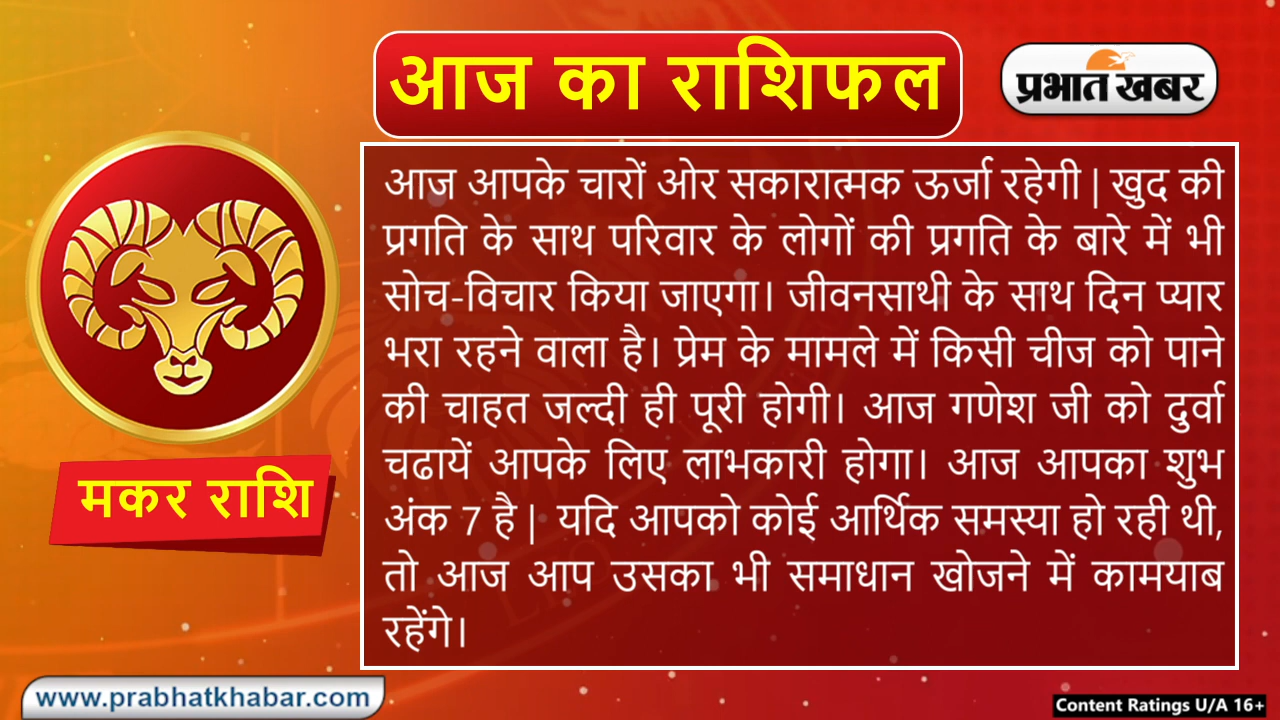 आज का राशिफल
प्रभात खबर
आज आपके चारों ओर सकारात्मक ऊर्जा रहेगी | खुद की
प्रगति के साथ परिवार के लोगों की प्रगति के बारे में भी
सोच-विचार किया जाएगा। जीवनसाथी के साथ दिन प्यार
भरा रहने वाला है। प्रेम के मामले में किसी चीज को पाने
की चाहत जल्दी ही पूरी होगी। आज गणेश जी को दुर्वा
चढायें आपके लिए लाभकारी होगा। आज आपका शुभ
अंक 7 है | यदि आपको कोई आर्थिक समस्या हो रही थी,
तो आज आप उसका भी समाधान खोजने में कामयाब
रहेंगे।
मकर राशि
www.prabhatkhabar.com
Content Ratings U/A 16+